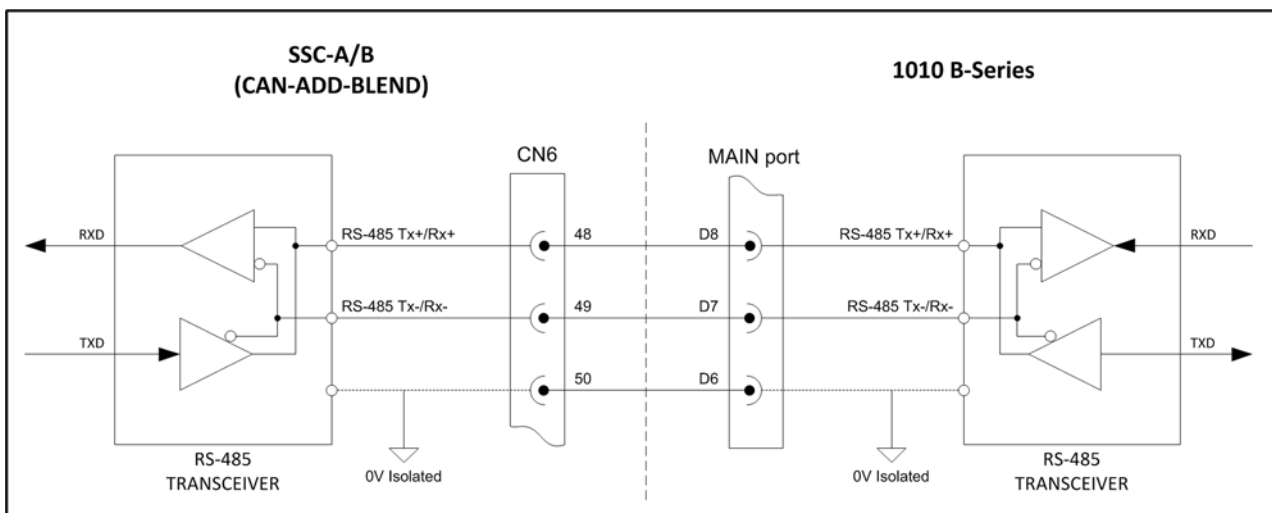 SSC-A/B
(CAN-ADD-BLEND)
1010 B-Series
CN6
MAIN port
RXD
RS-485 Tx+/Rx+
48
D8
RS-485 Tx+/Rx+
RXD
RS-485 Tx-/Rx-
49
D7
RS-485 Tx-/Rx-
TXD
TXD
50
D6
RS-485
TRANSCEIVER
0V Isolated
0V Isolated
RS-485
TRANSCEIVER